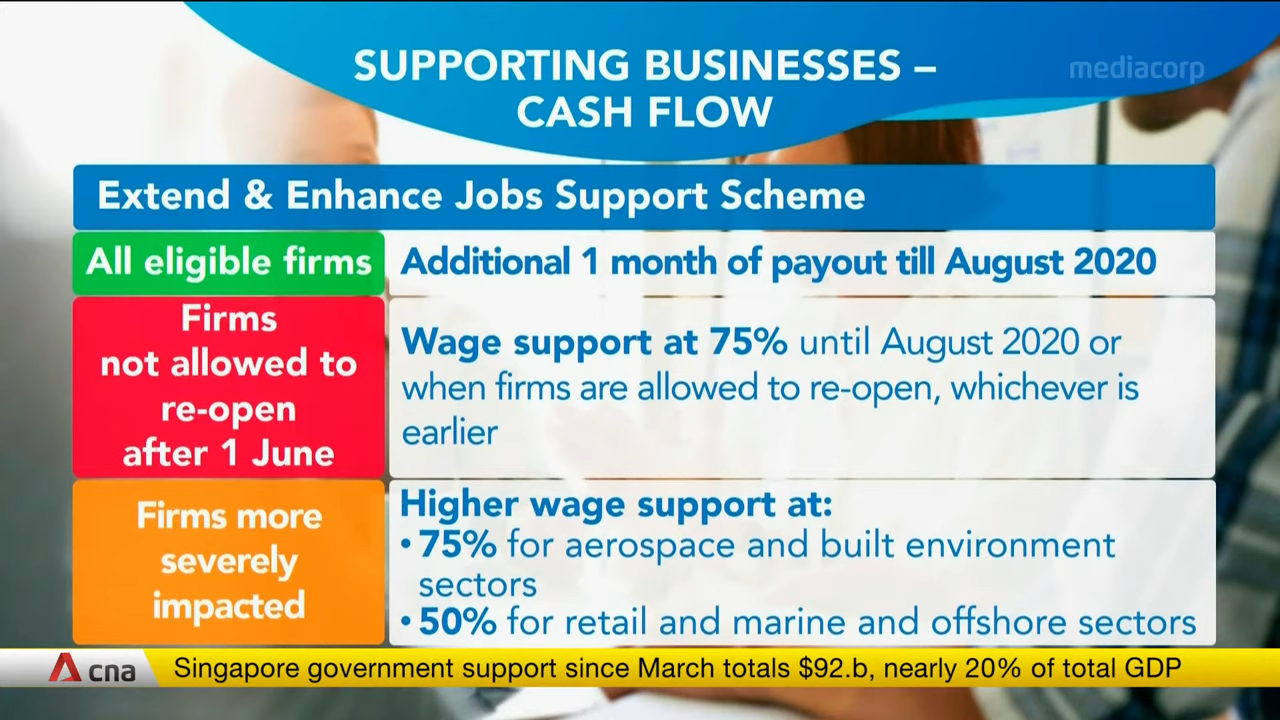 SUPPORTING BUSINESSES –
CASH FLOW
mediacorp
Extend & Enhance Jobs Support Scheme
All eligible firms
Additional 1 month of payout till August 2020
Firms
not allowed to
re-open
after 1 June
Wage support at 75% until August 2020 or
when firms are allowed to re-open, whichever is
earlier
Firms more
severely
impacted
Higher wage support at:
• 75% for aerospace and built environment
sectors
• 50% for retail and marine and offshore sectors
cna
Singapore government support since March totals $92.b, nearly 20% of total GDP